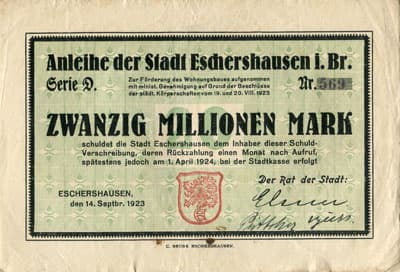 Anleihe der Stadt Eschershausen i. Br.
Serie D.
Zur Förderung des Wohnungsbaues aufgenommen
mit minist. Genehmigung auf Grund der Beschlüsse
der städt. Körperschaften vom 19. und 20. VIII. 1923
Nr. 569
ZWANZIG MILLIONEN MARK
schuldet die Stadt Eschershausen dem Inhaber dieser Schuld-
Verschreibung, deren Rückzahlung einen Monat nach Aufruf,
spätestens jedoch am 1. April 1924, bei der Stadtkasse erfolgt
Der Rat der Stadt:
ESCHERSHAUSEN,
den 14. Septbr. 1923
ESCHERSHAUSEN.